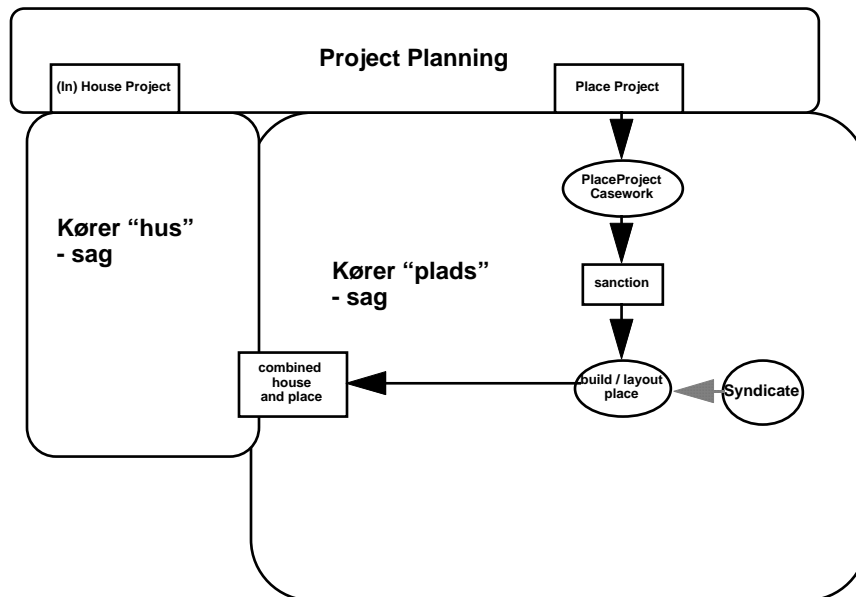 Project Planning
(In) House Project
Place Project
PlaceProject
Casework
Kører “hus”
- sag
Kører “plads”
- sag
sanction
combined
house
and place
build / layout
place
Syndicate